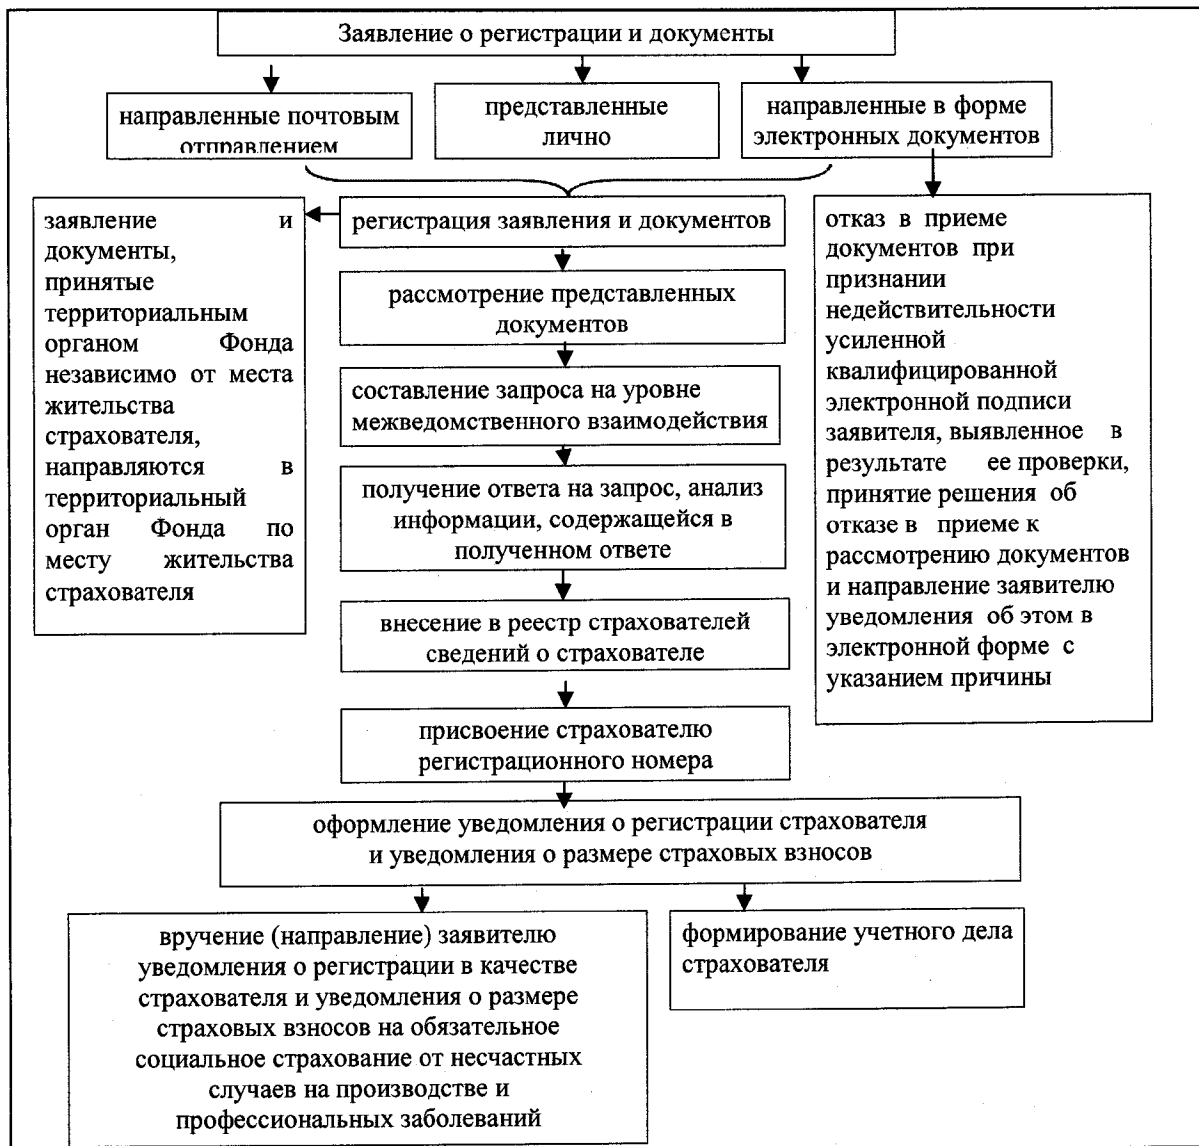 Заявление о регистрации и документы
направленные почтовым
отправлением
представленные
лично
направленные в форме
электронных документов
заявление и
документы,
принятые
территориальным
органом Фонда
независимо от места
жительства
страхователя,
направляются в
территориальный
орган Фонда по
месту жительства
страхователя
регистрация заявления и документов
рассмотрение представленных
документов
составление запроса на уровне
межведомственного взаимодействия
получение ответа на запрос, анализ
информации, содержащейся в
полученном ответе
внесение в реестр страхователей
сведений о страхователе
присвоение страхователю
регистрационного номера
отказ в приеме
документов при
признании
недействительности
усиленной
квалифицированной
электронной подписи
заявителя, выявленное в
результате ее проверки,
принятие решения об
отказе в приеме к
рассмотрению документов
и направление заявителю
уведомления об этом в
электронной форме с
указанием причины
оформление уведомления о регистрации страхователя
и уведомления о размере страховых взносов
вручение (направление) заявителю
уведомления о регистрации в качестве
страхователя и уведомления о размере
страховых взносов на обязательное
социальное страхование от несчастных
случаев на производстве и
профессиональных заболеваний
формирование учетного дела
страхователя